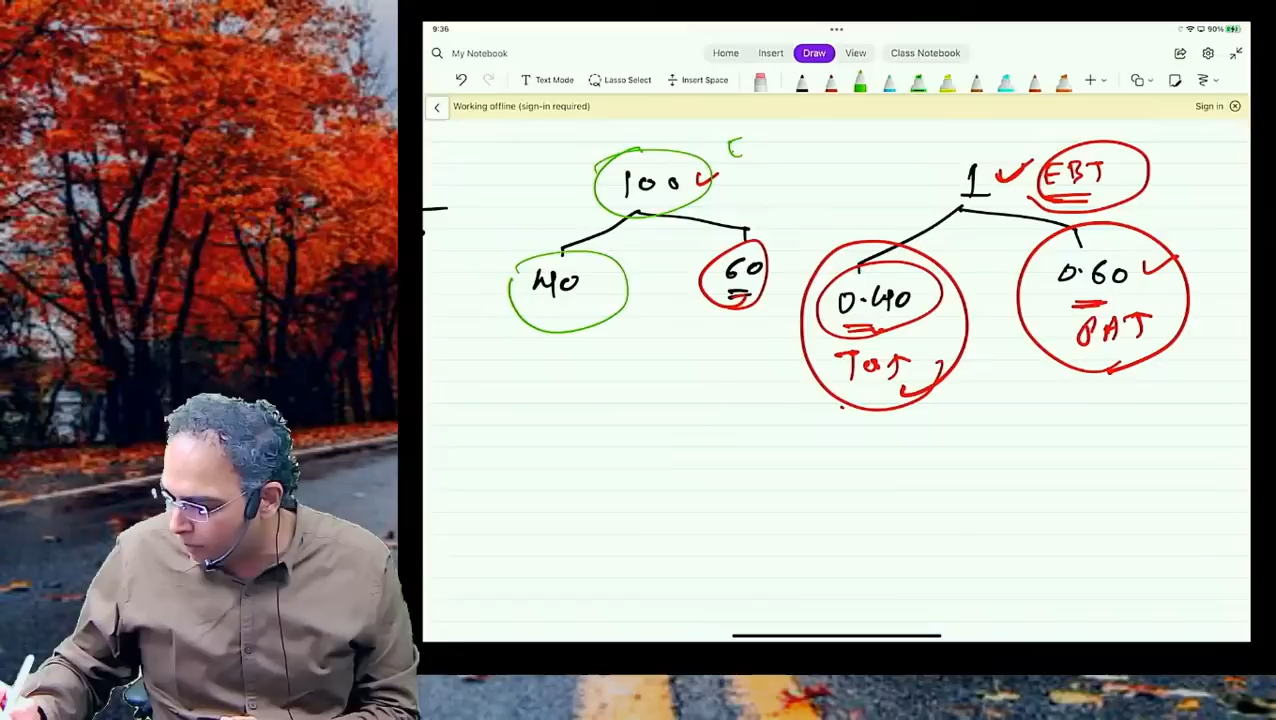 9:36
90%
My Notebook
Home Insert Draw View Class Notebook
Text Mode Lasso Select Insert Space
Working offline (sign-in required) Sign in
100 E
40 60
1 EBT
0.40 0.60
PAT